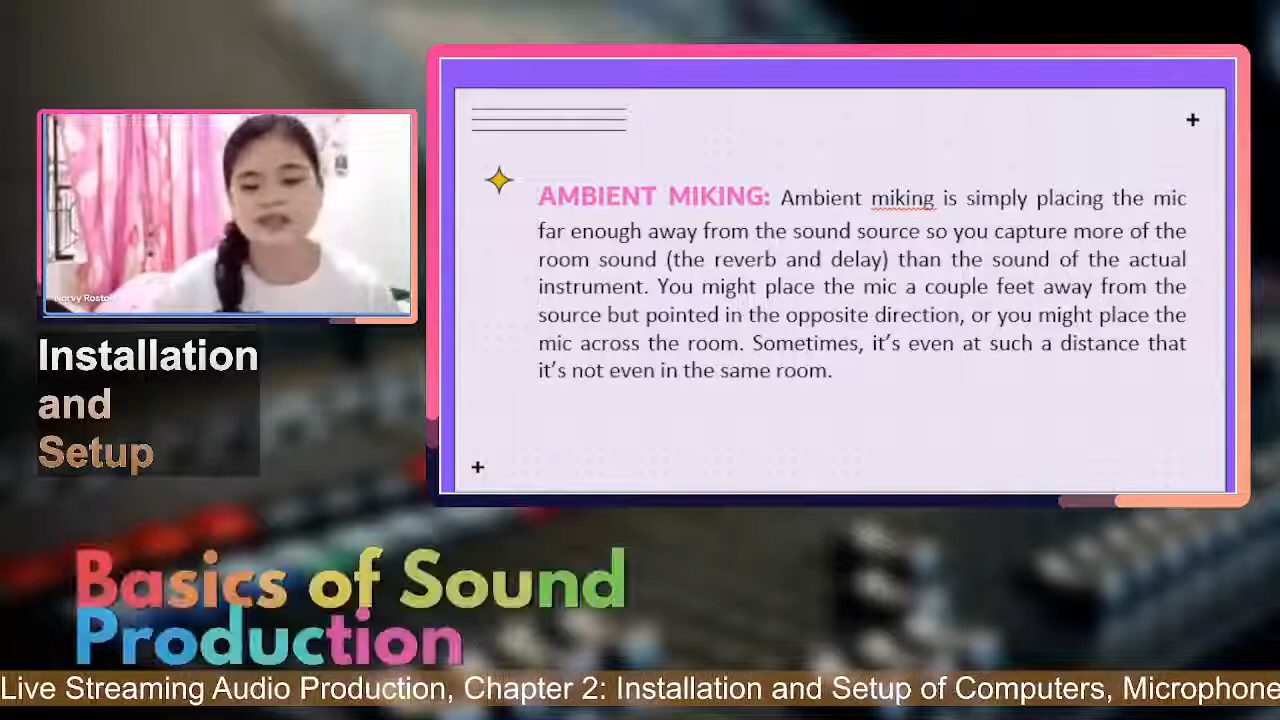 AMBIENT MIKING: Ambient miking is simply placing the mic
far enough away from the sound source so you capture more of the
room sound (the reverb and delay) than the sound of the actual
instrument. You might place the mic a couple feet away from the
source but pointed in the opposite direction, or you might place the
mic across the room. Sometimes, it’s even at such a distance that
it’s not even in the same room.
Norvy Rosto
Installation
and
Setup
Basics of Sound
Production
Live Streaming Audio Production, Chapter 2: Installation and Setup of Computers, Microphone